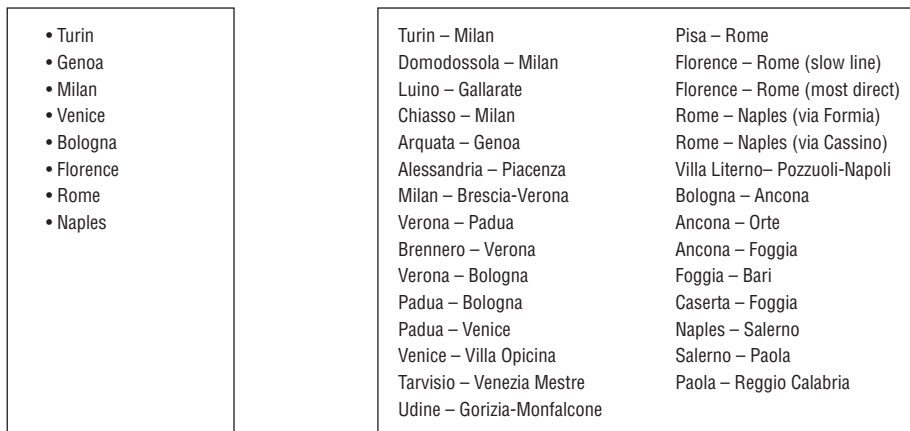 • Turin
• Genoa
• Milan
• Venice
• Bologna
• Florence
• Rome
• Naples
Turin – Milan
Domodossola – Milan
Luino – Gallarate
Chiasso – Milan
Arquata – Genoa
Alessandria – Piacenza
Milan – Brescia-Verona
Verona – Padua
Brennero – Verona
Verona – Bologna
Padua – Bologna
Padua – Venice
Venice – Villa Opicina
Tarvisio – Venezia Mestre
Udine – Gorizia-Monfalcone
Pisa – Rome
Florence – Rome (slow line)
Florence – Rome (most direct)
Rome – Naples (via Formia)
Rome – Naples (via Cassino)
Villa Literno– Pozzuoli-Napoli
Bologna – Ancona
Ancona – Orte
Ancona – Foggia
Foggia – Bari
Caserta – Foggia
Naples – Salerno
Salerno – Paola
Paola – Reggio Calabria